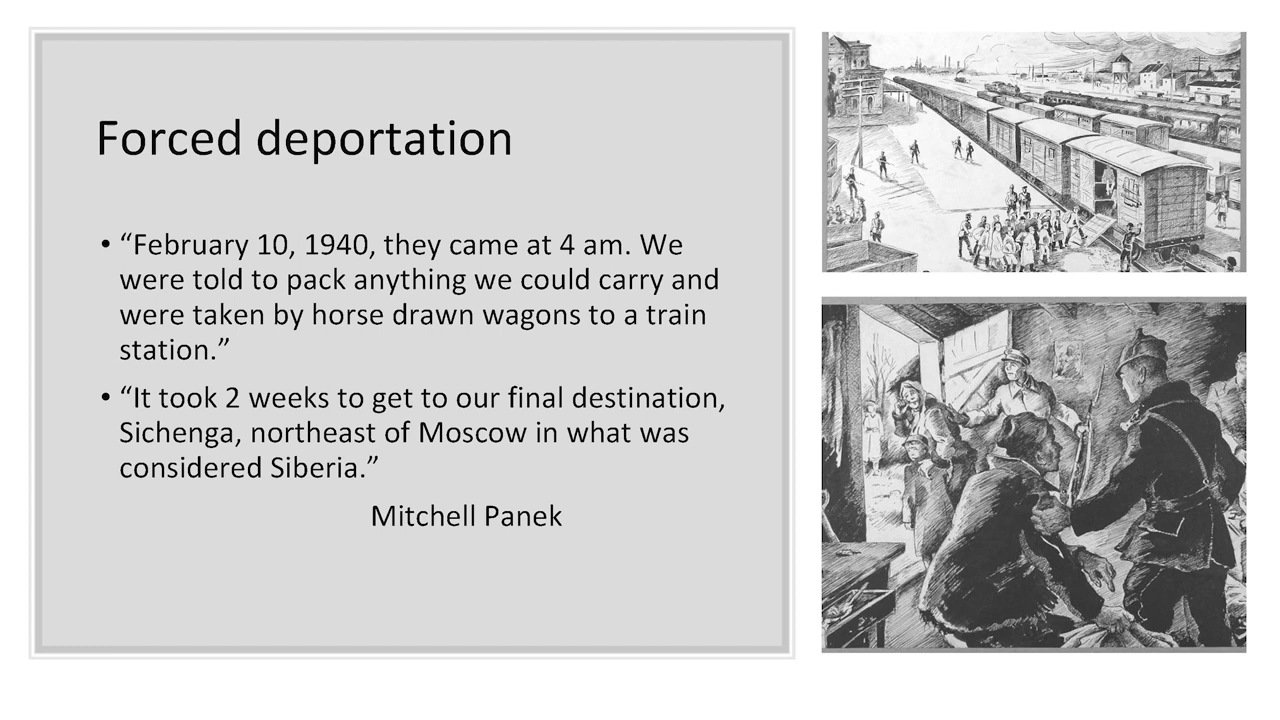 Forced deportation
• “February 10, 1940, they came at 4 am. We
were told to pack anything we could carry and
were taken by horse drawn wagons to a train
station.”
• “It took 2 weeks to get to our final destination,
Sichenga, northeast of Moscow in what was
considered Siberia.”
Mitchell Panek